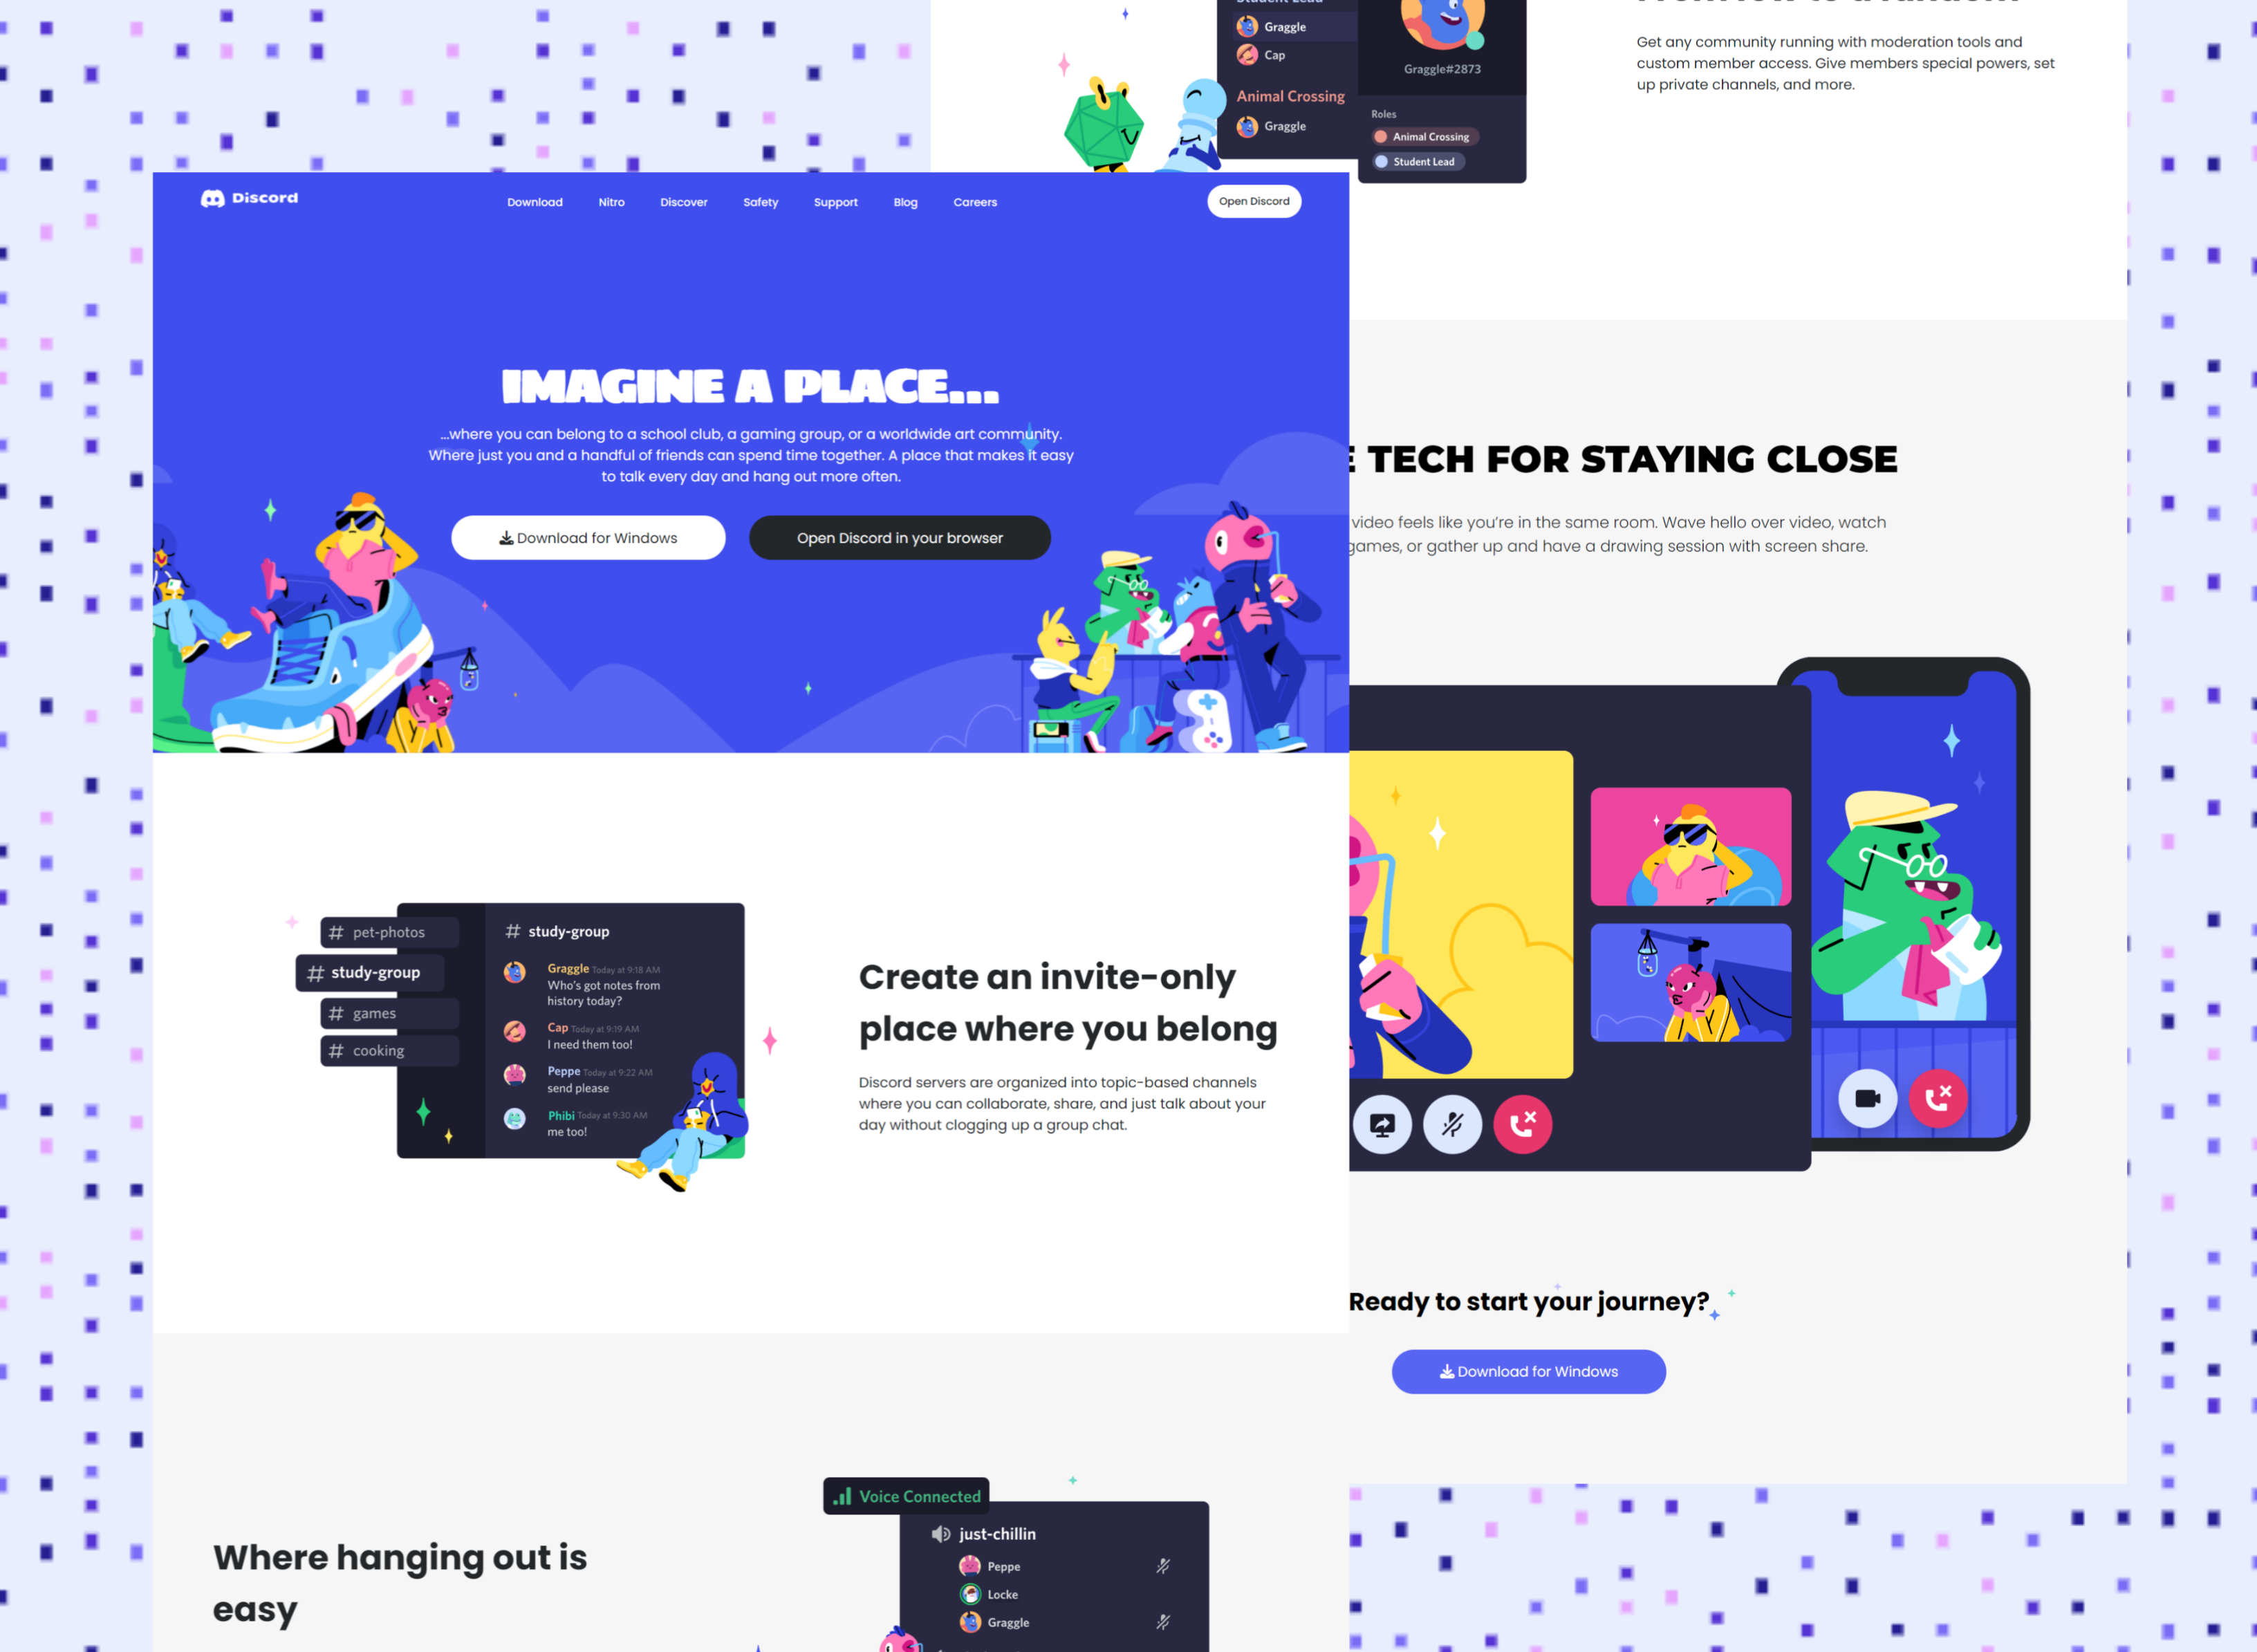 Discord
Download
Nitro
Discover
Safety
Support
Blog
Careers
Open Discord
IMAGINE A PLACE...
...where you can belong to a school club, a gaming group, or a worldwide art community.
Where just you and a handful of friends can spend time together. A place that makes it easy
to talk every day and hang out more often.
Download for Windows
Open Discord in your browser
# pet-photos
# study-group
# games
# cooking
# study-group
Graggle Today at 9:18 AM
Who's got notes from
history today?
Cap Today at 9:19 AM
I need them too!
Peppe Today at 9:22 AM
send please
Phibi Today at 9:30 AM
me too!
Create an invite-only
place where you belong
Discord servers are organized into topic-based channels
where you can collaborate, share, and just talk about your
day without clogging up a group chat.
Where hanging out is
easy
Voice Connected
just-chillin
Peppe
Locke
Graggle
Student Lead
Graggle
Cap
Animal Crossing
Graggle
Graggle#2873
Roles
Animal Crossing
Student Lead
Get any community running with moderation tools and
custom member access. Give members special powers, set
up private channels, and more.
TECH FOR STAYING CLOSE
video feels like you're in the same room. Wave hello over video, watch
games, or gather up and have a drawing session with screen share.
Ready to start your journey?
Download for Windows